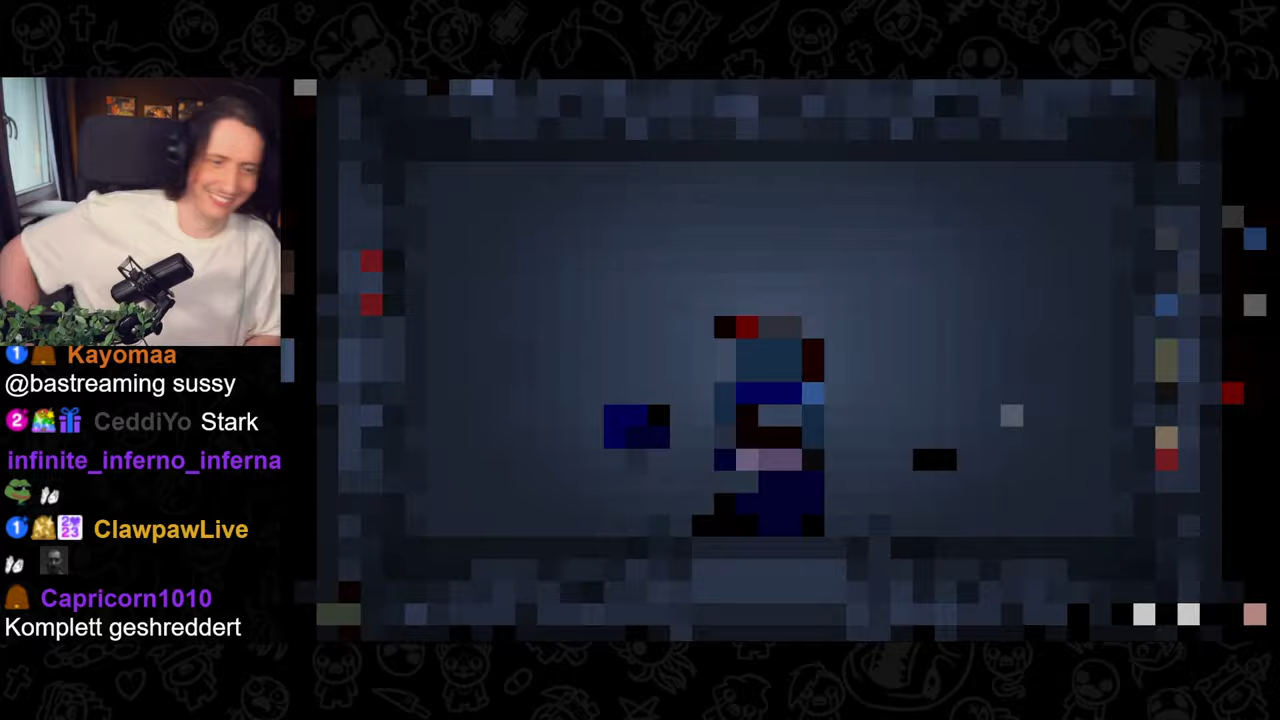 Kayomaa
@bastreaming sussy
CeddiYo Stark
infinite_inferno_inferna
ClawpawLive
Capricorn1010
Komplett geshreddert